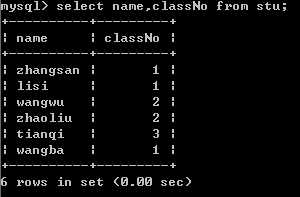 mysql> select name,classNo from stu;
+----------+---------+
| name     | classNo |
+----------+---------+
| zhangsan |       1 |
| lisi     |       1 |
| wangwu   |       2 |
| zhaoliu  |       2 |
| tianqi   |       3 |
| wangba   |       1 |
+----------+---------+
6 rows in set (0.00 sec)